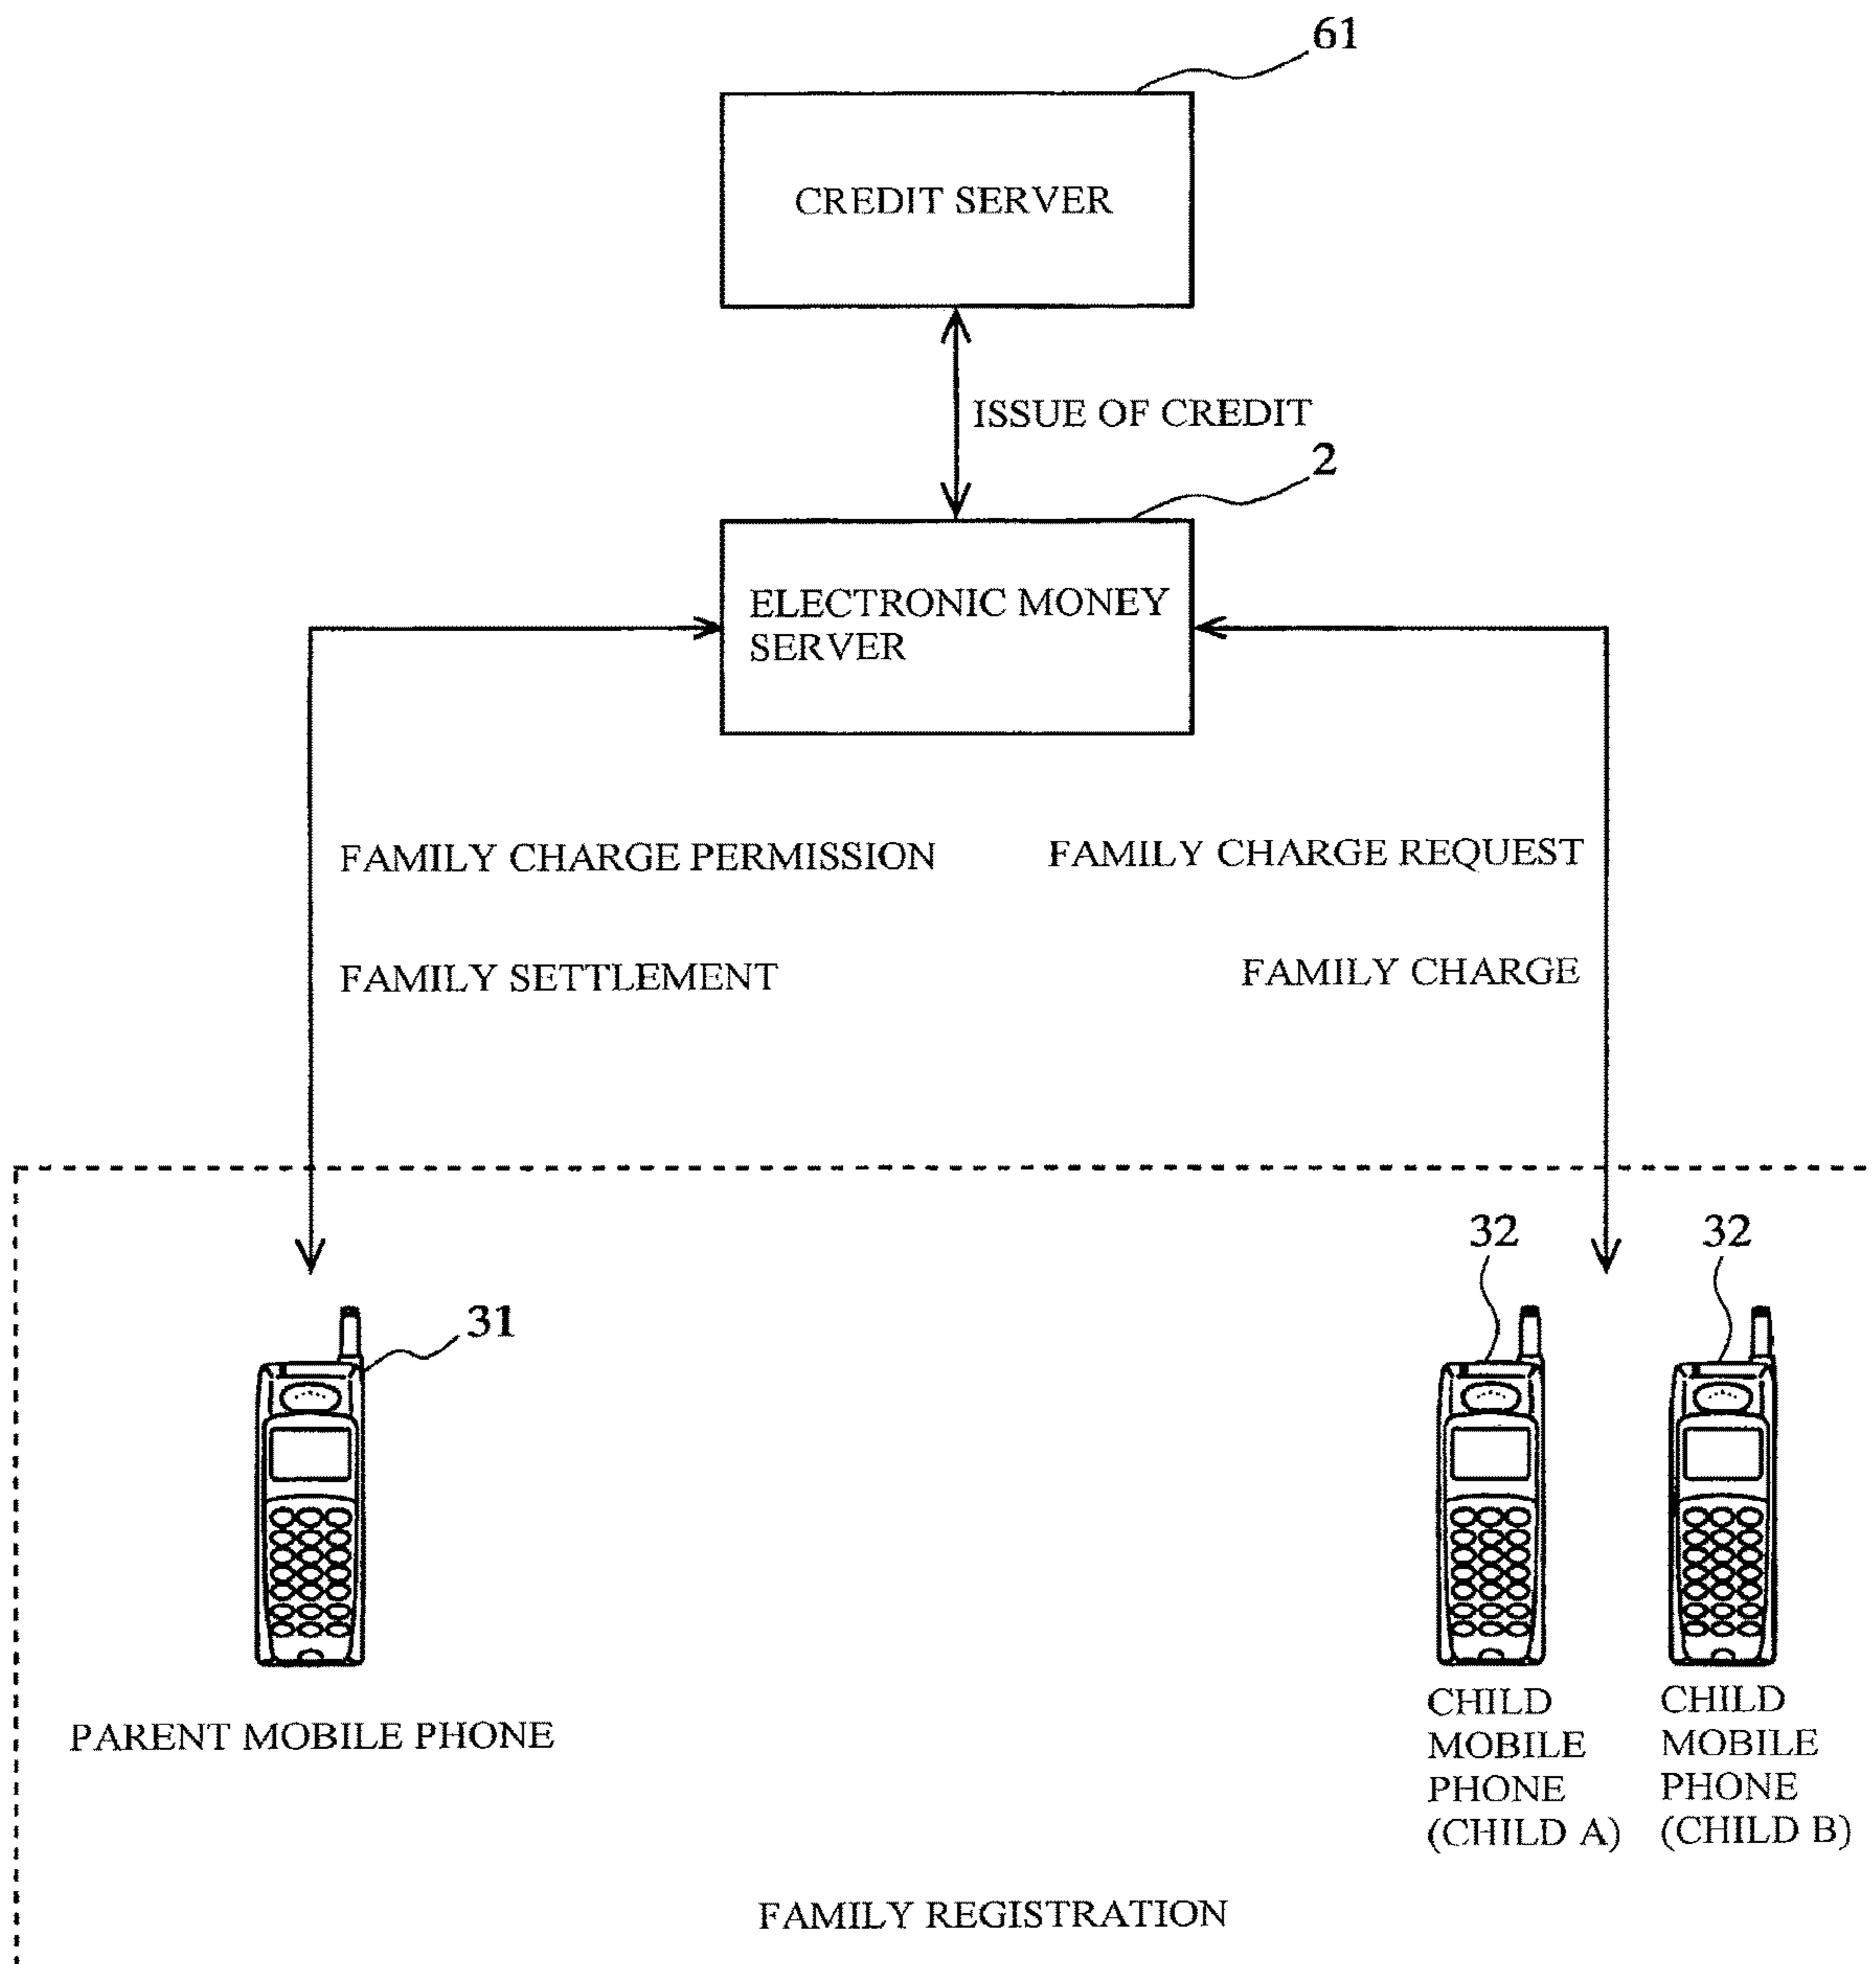 61
CREDIT SERVER
ISSUE OF CREDIT
2
ELECTRONIC MONEY
SERVER
FAMILY CHARGE PERMISSION
FAMILY CHARGE REQUEST
FAMILY SETTLEMENT
FAMILY CHARGE
32
32
31
PARENT MOBILE PHONE
CHILD
MOBILE
PHONE
(CHILD A)
CHILD
MOBILE
PHONE
(CHILD B)
FAMILY REGISTRATION